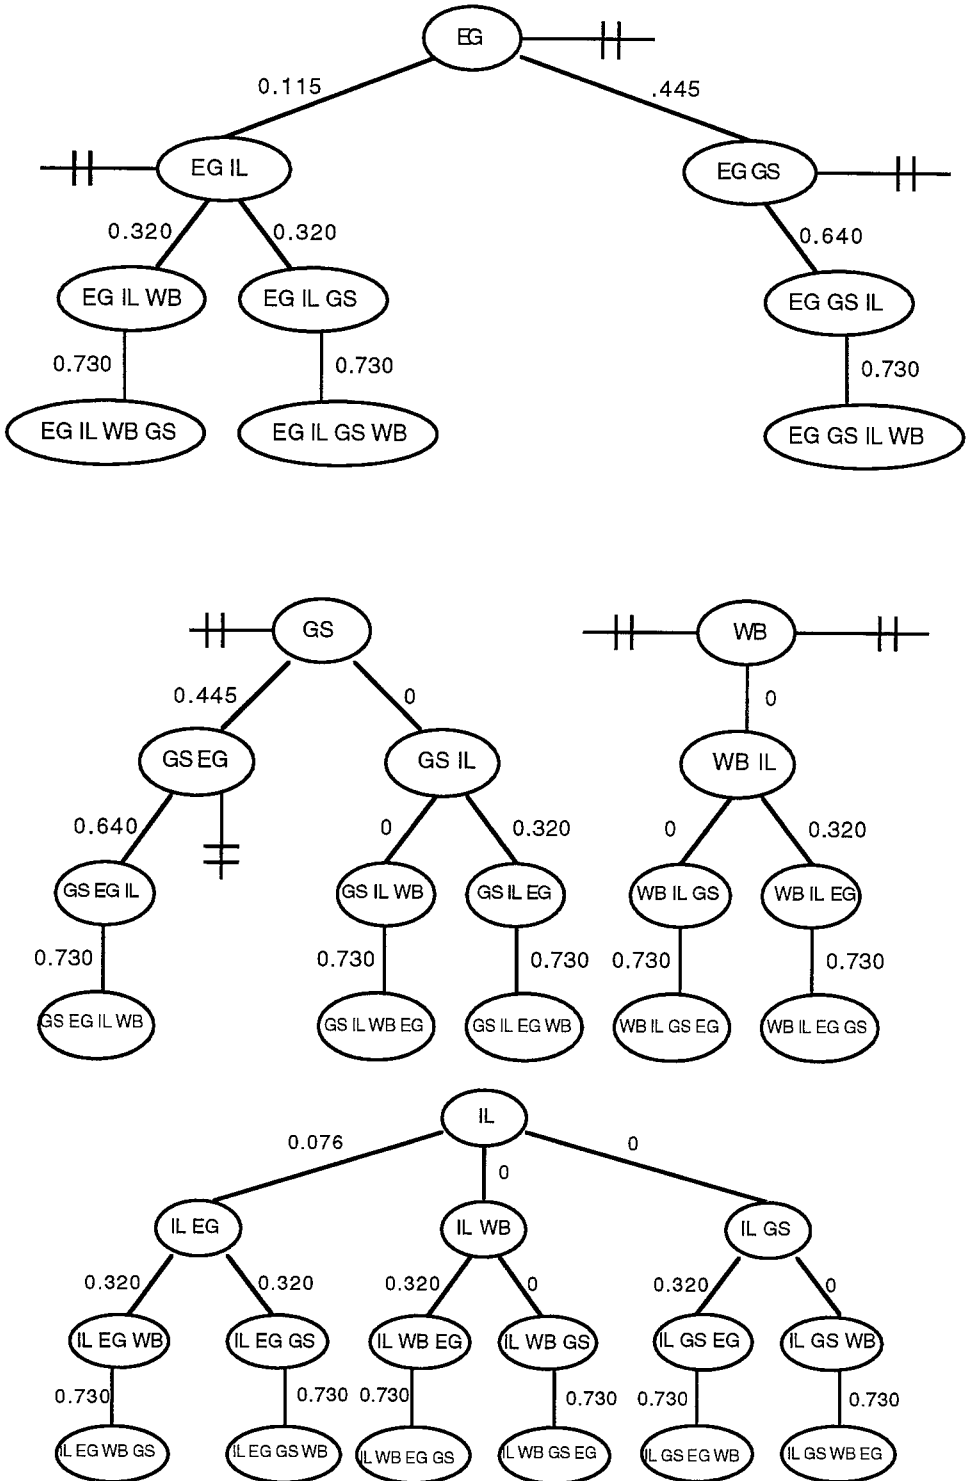 EG
0.115
.445
EG IL
EG GS
0.320
0.320
0.640
EG IL WB
EG IL GS
EG GS IL
0.730
0.730
0.730
EG IL WB GS
EG IL GS WB
EG GS IL WB
GS
WB
0.445
0
0
GS EG
GS IL
WB IL
0.640
0
0.320
0
0.320
GS EG IL
GS IL WB
GS IL EG
WB IL GS
WB IL EG
0.730
0.730
0.730
0.730
0.730
GS EG IL WB
GS IL WB EG
GS IL EG WB
WB IL GS EG
WB IL EG GS
IL
0.076
0
0
IL EG
IL WB
IL GS
0.320
0.320
0.320
0
0.320
0
IL EG WB
IL EG GS
IL WB EG
IL WB GS
IL GS EG
IL GS WB
0.730
0.730
0.730
0.730
0.730
0.730
IL EG WB GS
IL EG GS WB
IL WB EG GS
IL WB GS EG
IL GS EG WB
IL GS WB EG